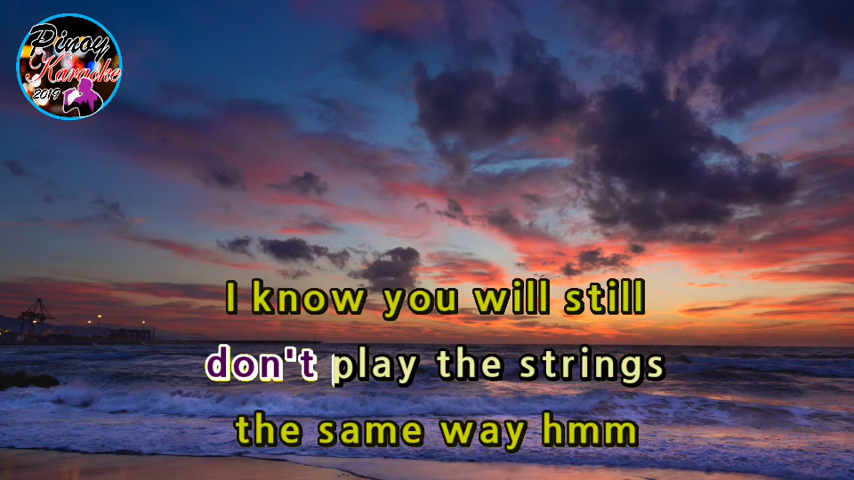 Pinoy
Karaoke
2019
I know you will still
don't play the strings
the same way hmm